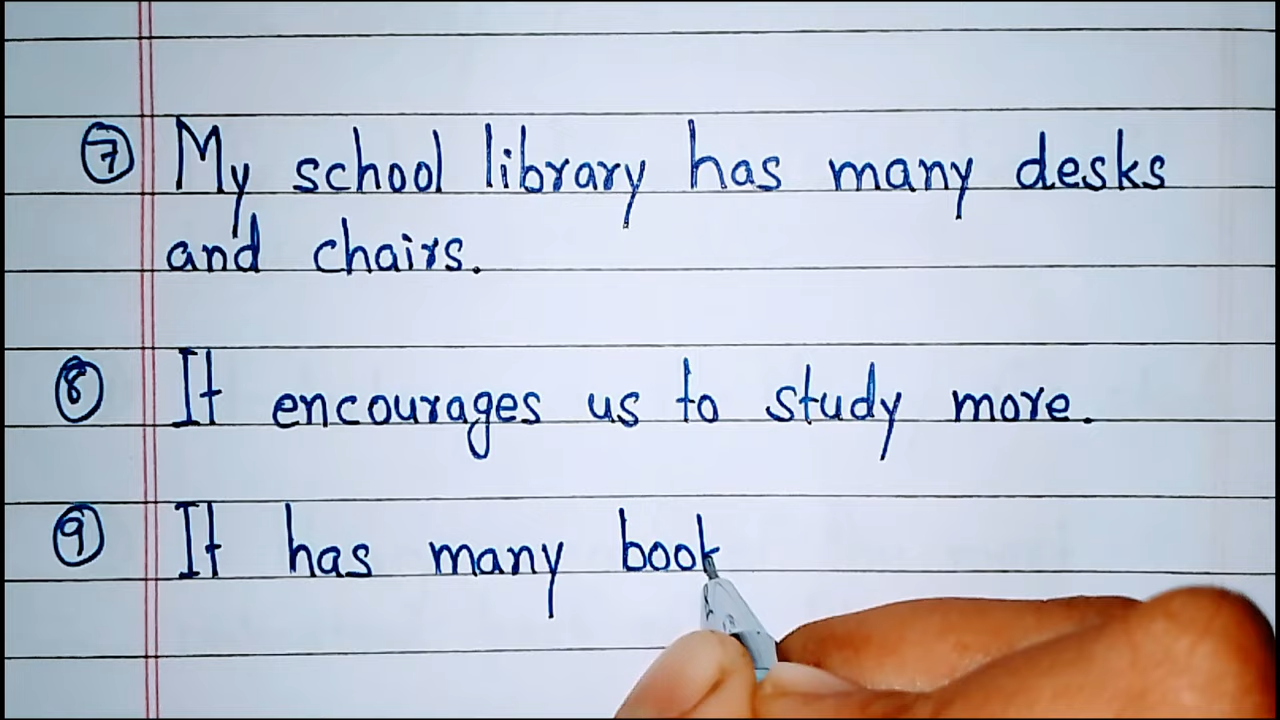 ⑦ My school library has many desks
and chairs.
⑧ It encourages us to study more.
⑨ It has many book